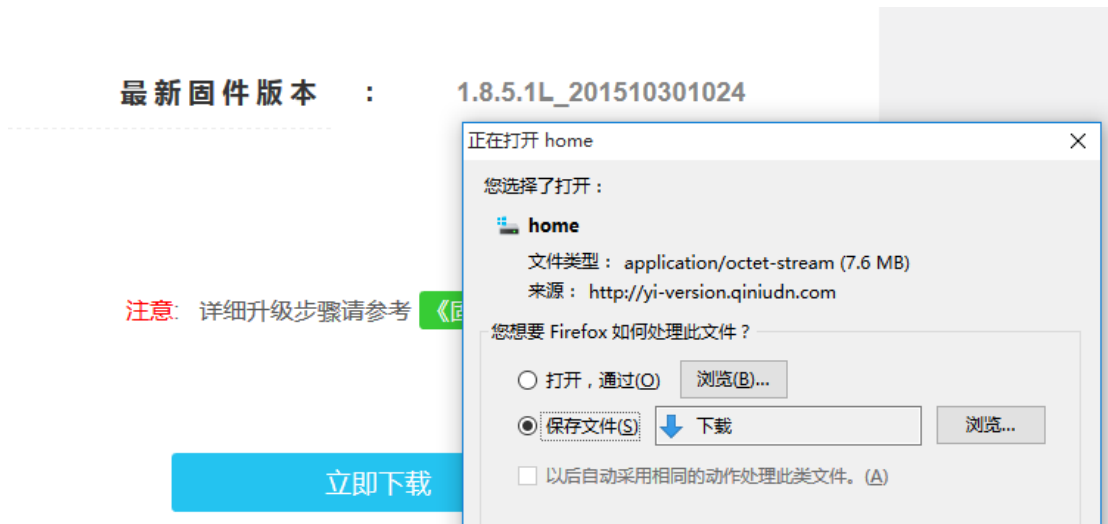 最新固件版本 : 1.8.5.1L_201510301024
正在打开 home
您选择了打开：
home
文件类型： application/octet-stream (7.6 MB)
来源： http://yi-version.qiniudn.com
注意: 详细升级步骤请参考 《固
您想要 Firefox 如何处理此文件？
打开，通过(O) 浏览(B)...
保存文件(S) 下载 浏览...
以后自动采用相同的动作处理此类文件。(A)
立即下载